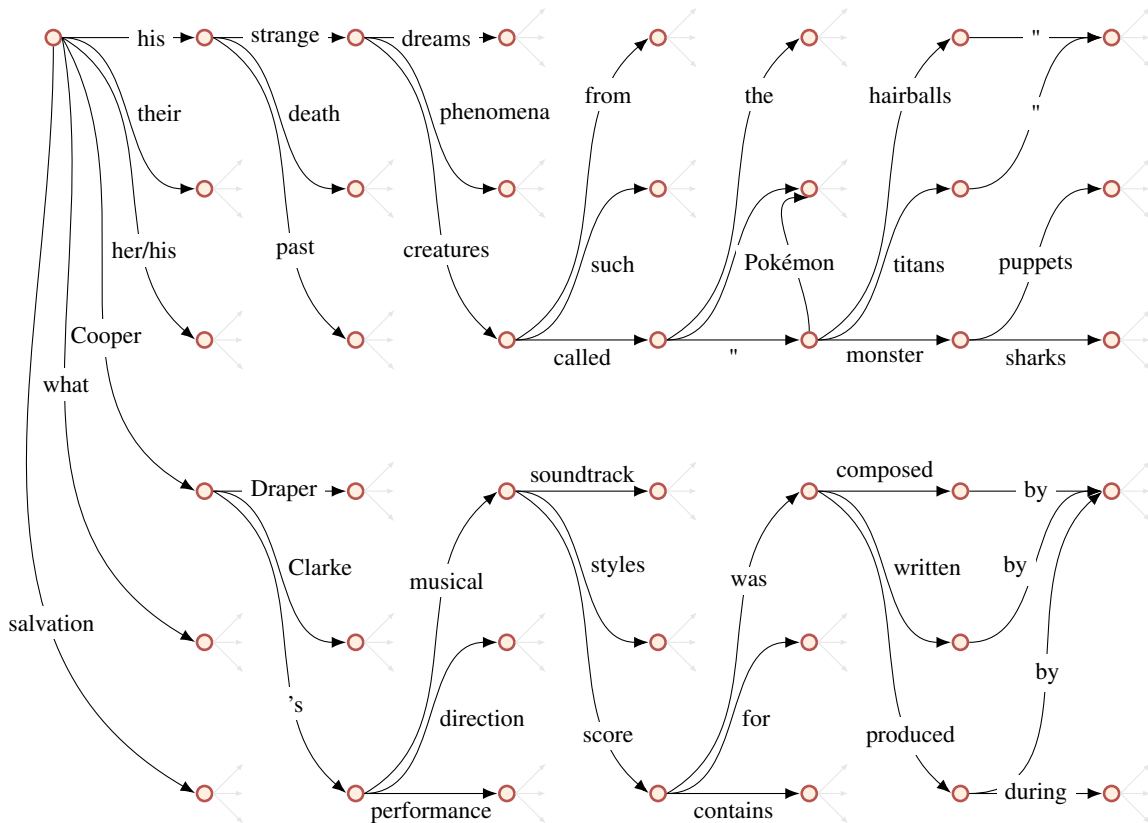 his strange dreams "
from the hairballs
their death phenomena "
her/his past creatures such Pokémon titans puppets
Cooper called " monster sharks
what
Draper soundtrack composed by
salvation Clarke musical styles was written by
's direction score for produced by
performance contains during